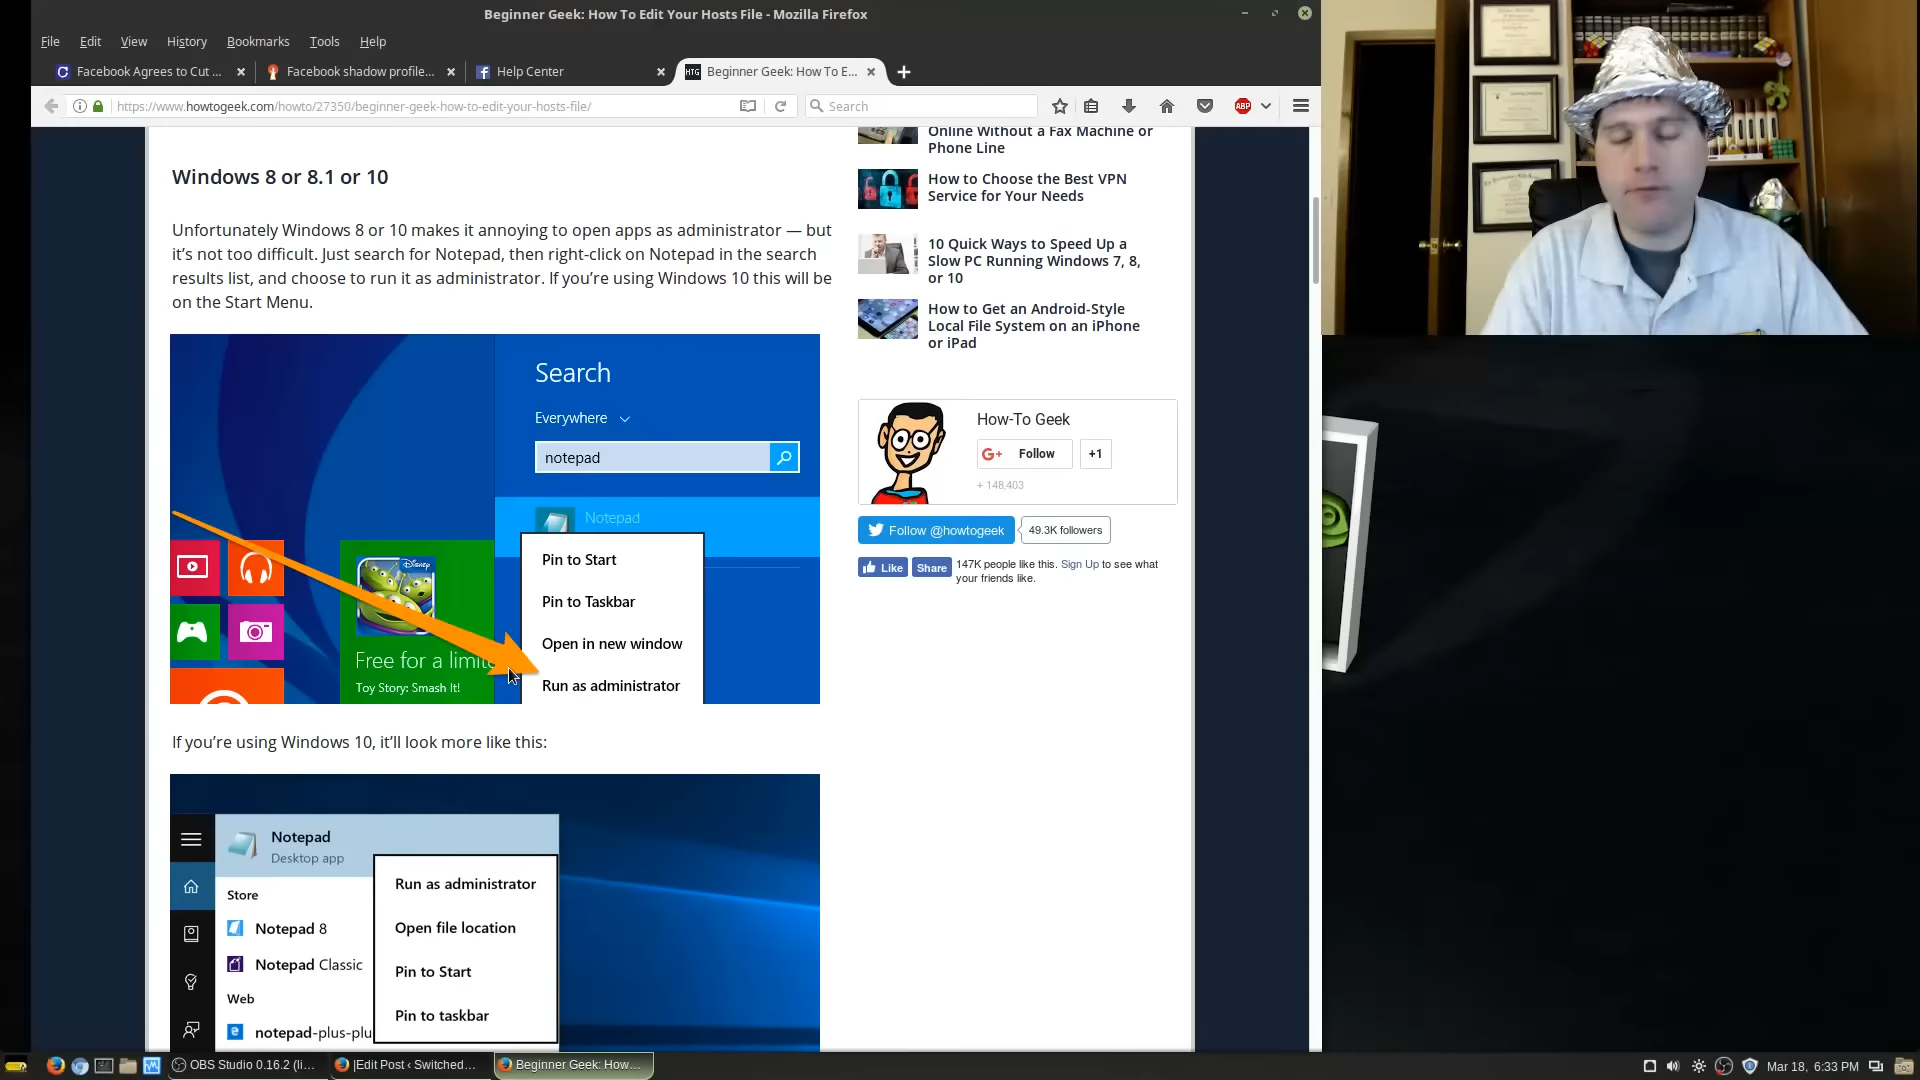 Beginner Geek: How To Edit Your Hosts File - Mozilla Firefox
File Edit View History Bookmarks Tools Help
Facebook Agrees to Cut ...
Facebook shadow profile...
Help Center
HTG Beginner Geek: How To E...
https://www.howtogeek.com/howto/27350/beginner-geek-how-to-edit-your-hosts-file/
Search
ABP
Windows 8 or 8.1 or 10
Unfortunately Windows 8 or 10 makes it annoying to open apps as administrator — but
it's not too difficult. Just search for Notepad, then right-click on Notepad in the search
results list, and choose to run it as administrator. If you're using Windows 10 this will be
on the Start Menu.
Search
Everywhere
notepad
Notepad
Pin to Start
Pin to Taskbar
Open in new window
Run as administrator
Disney
Free for a limit
Toy Story: Smash It!
If you're using Windows 10, it'll look more like this:
Notepad
Desktop app
Store
Notepad 8
Notepad Classic
Web
notepad-plus-plu
Run as administrator
Open file location
Pin to Start
Pin to taskbar
Online Without a Fax Machine or
Phone Line
How to Choose the Best VPN
Service for Your Needs
10 Quick Ways to Speed Up a
Slow PC Running Windows 7, 8,
or 10
How to Get an Android-Style
Local File System on an iPhone
or iPad
How-To Geek
G+ Follow +1
+ 148,403
Follow @howtogeek 49.3K followers
Like Share 147K people like this. Sign Up to see what
your friends like.
OBS Studio 0.16.2 (li...
|Edit Post ‹ Switched...
Beginner Geek: How...
Mar 18, 6:33 PM